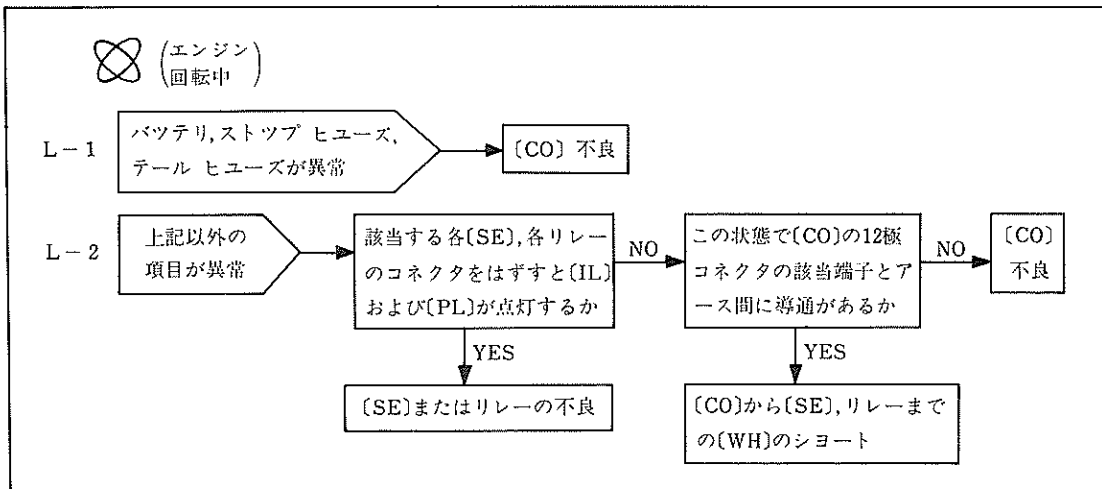 (エンジン
回転中)
L-1
バツテリ,ストツプ ヒユーズ,
テール ヒユーズが異常
〔CO〕不良
L-2
上記以外の
項目が異常
該当する各〔SE〕,各リレー
のコネクタをはずすと〔IL〕
および〔PL〕が点灯するか
NO
この状態で〔CO〕の12極
コネクタの該当端子とア
ース間に導通があるか
NO
〔CO〕
不良
YES
〔SE〕またはリレーの不良
YES
〔CO〕から〔SE〕,リレーまで
の〔WH〕のシヨート